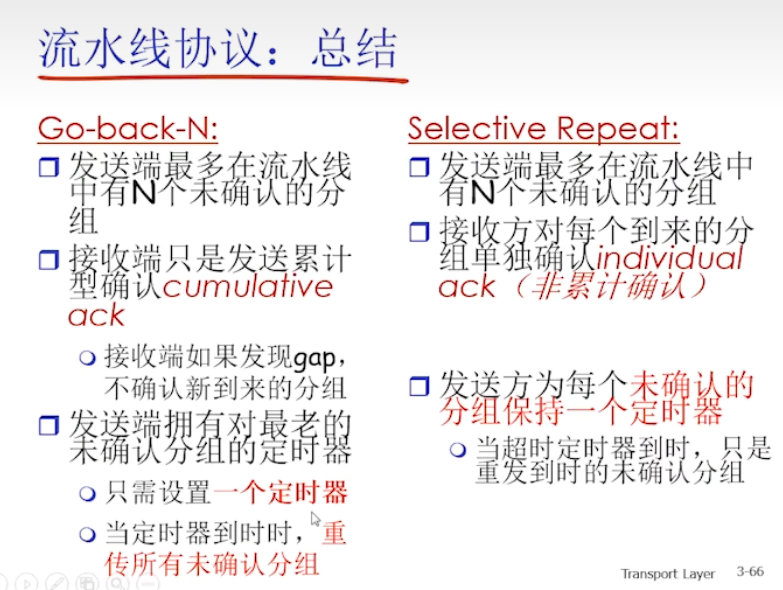 流水线协议：总结
Go-back-N:
发送端最多在流水线
中有N个未确认的分
组
接收端只是发送累计
型确认cumulative
ack
接收端如果发现gap，
不确认新到来的分组
发送端拥有对最老的
未确认分组的定时器
只需设置一个定时器
当定时器到时时，重
传所有未确认分组
Selective Repeat:
发送端最多在流水线中
有N个未确认的分组
接收方对每个到来的分
组单独确认individual
ack（非累计确认）
发送方为每个未确认的
分组保持一个定时器
当超时定时器到时，只是
重发到时的未确认分组
Transport Layer 3-66